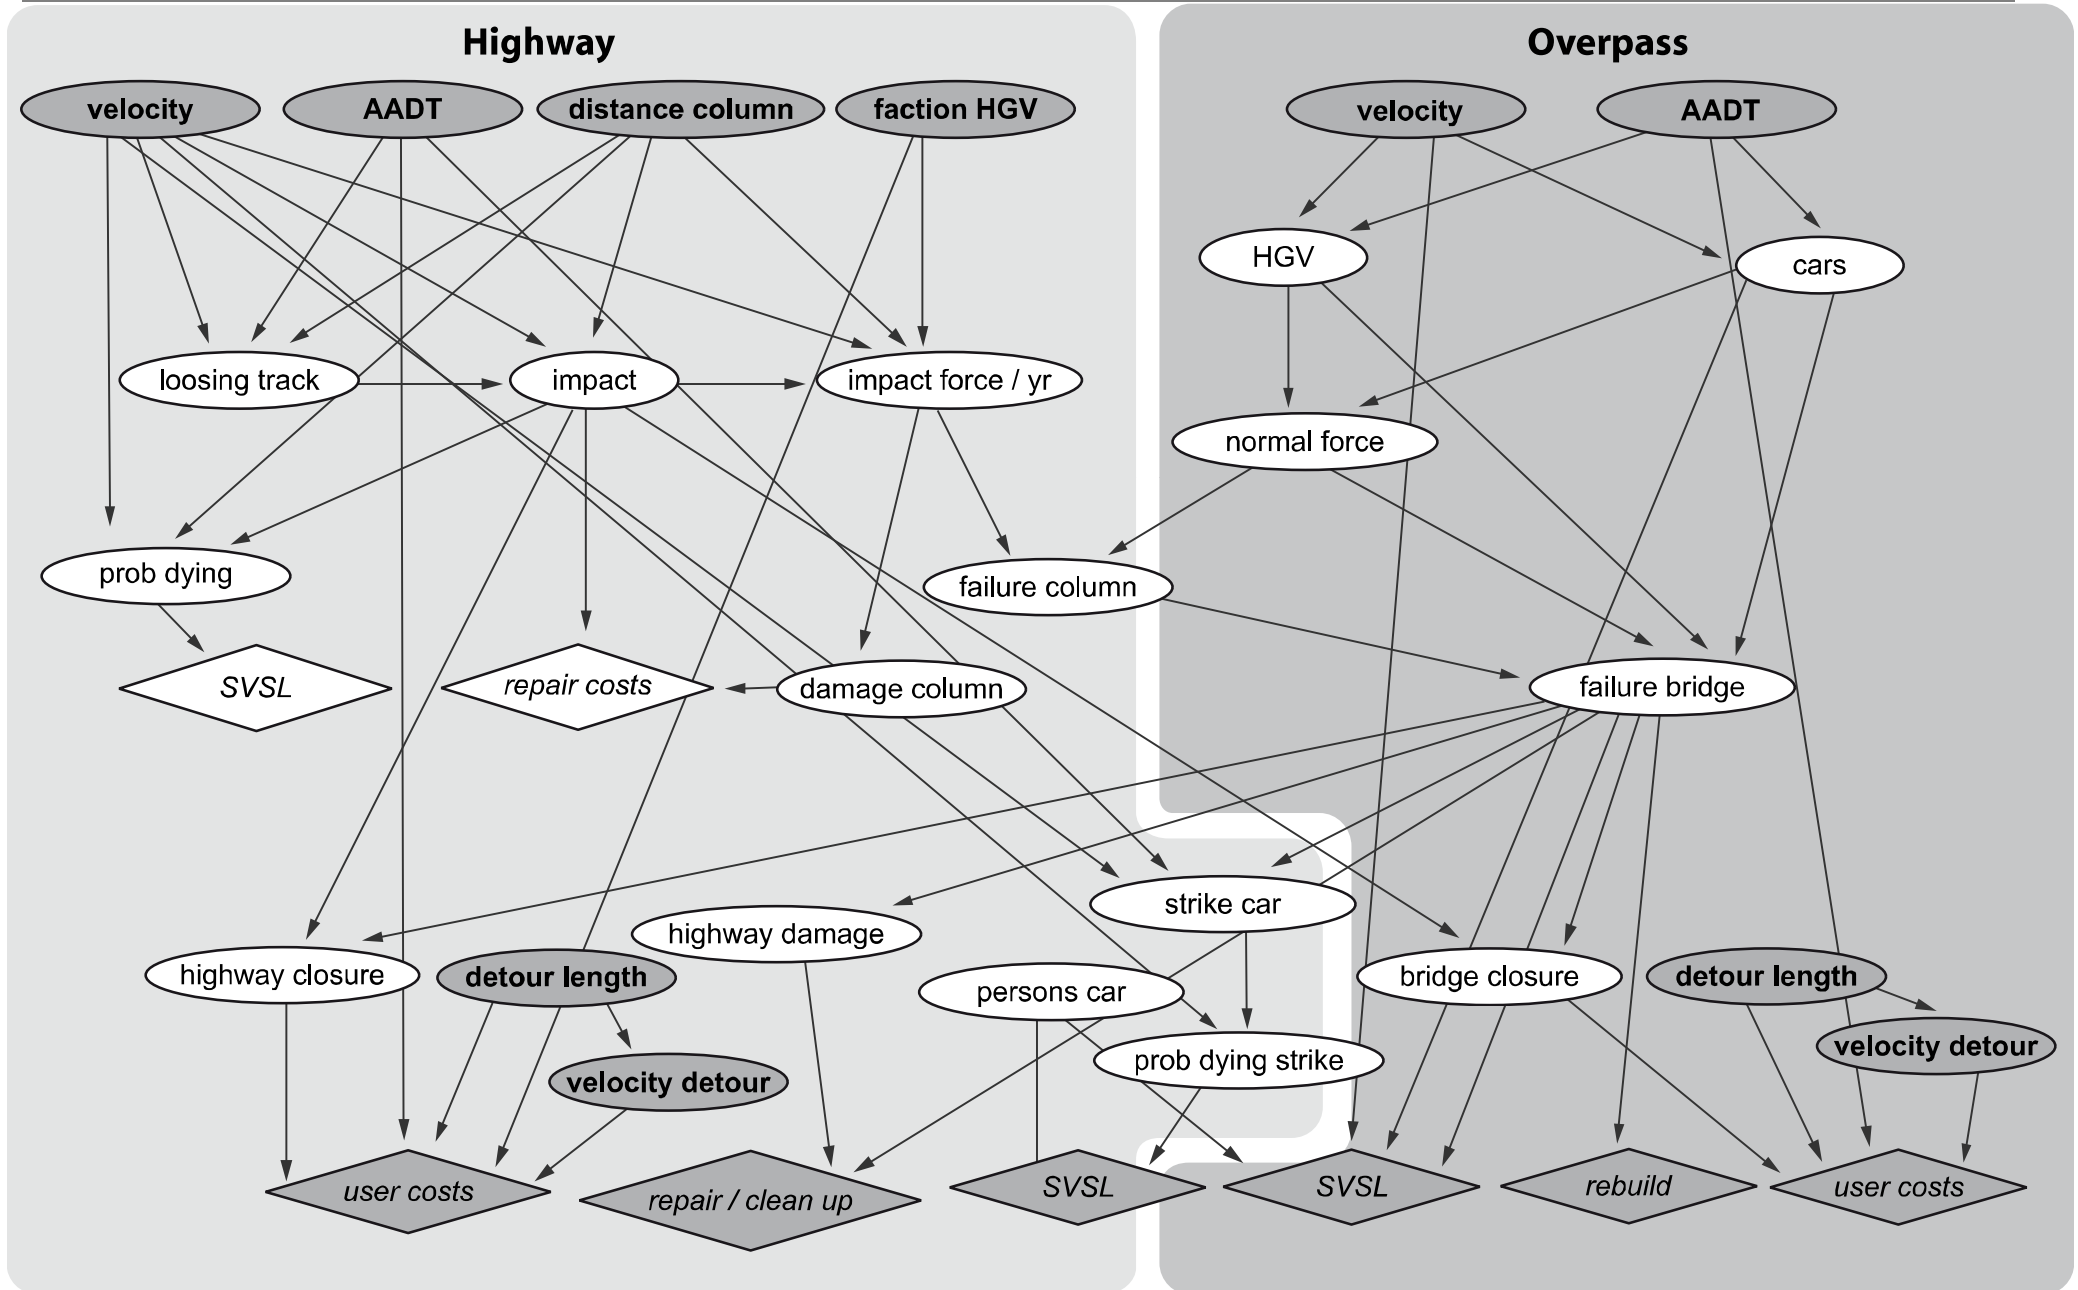 Highway
Overpass
velocity
AADT
distance column
faction HGV
velocity
AADT
HGV
cars
loosing track
impact
impact force / yr
normal force
prob dying
failure column
SVSL
repair costs
damage column
failure bridge
strike car
highway damage
highway closure
detour length
persons car
bridge closure
detour length
velocity detour
prob dying strike
velocity detour
user costs
repair / clean up
SVSL
SVSL
rebuild
user costs